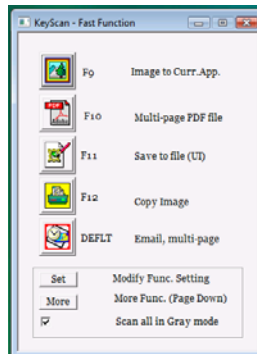 KeyScan - Fast Function
F9 Image to Curr.App.
PDF
F10 Multi-page PDF file
F11 Save to file (UI)
F12 Copy Image
DEFLT Email, multi-page
Set Modify Func. Setting
More More Func. (Page Down)
Scan all in Gray mode